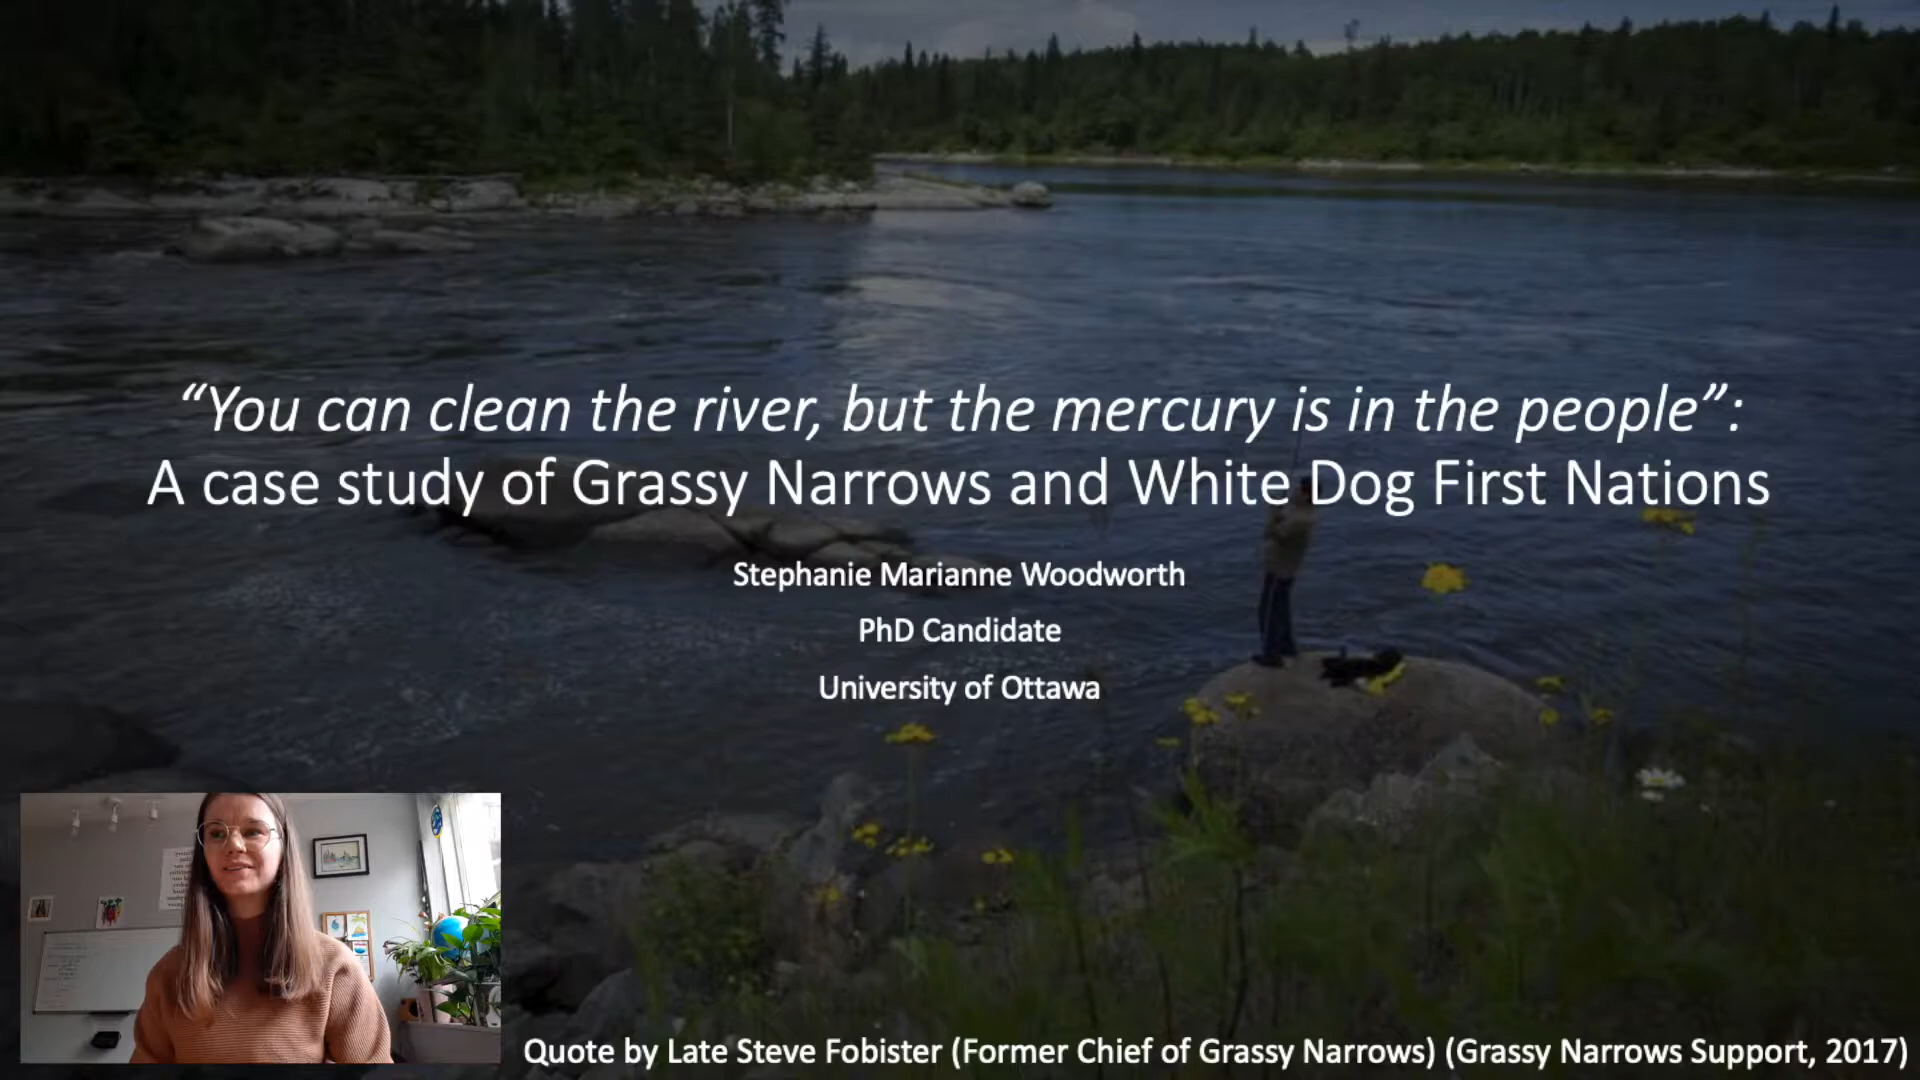 “You can clean the river, but the mercury is in the people”:
A case study of Grassy Narrows and White Dog First Nations
Stephanie Marianne Woodworth
PhD Candidate
University of Ottawa
Quote by Late Steve Fobister (Former Chief of Grassy Narrows) (Grassy Narrows Support, 2017)